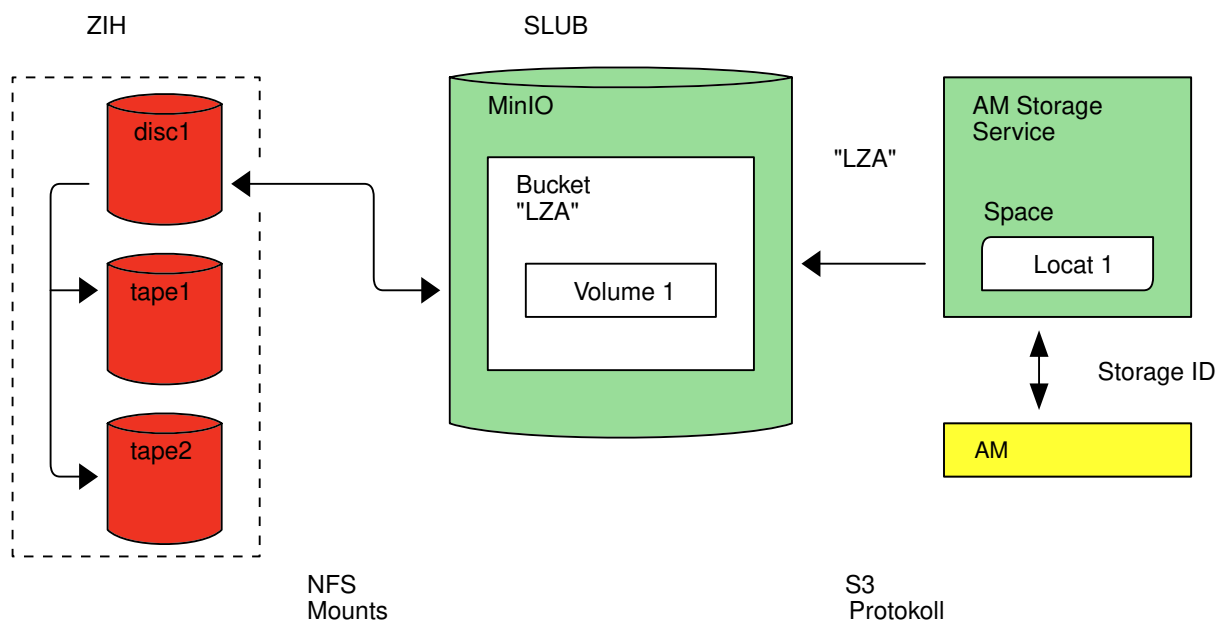 ZIH
SLUB
disc1
tape1
tape2
MinIO
Bucket
"LZA"
Volume 1
"LZA"
AM Storage
Service
Space
Locat 1
Storage ID
AM
NFS
Mounts
S3
Protokoll